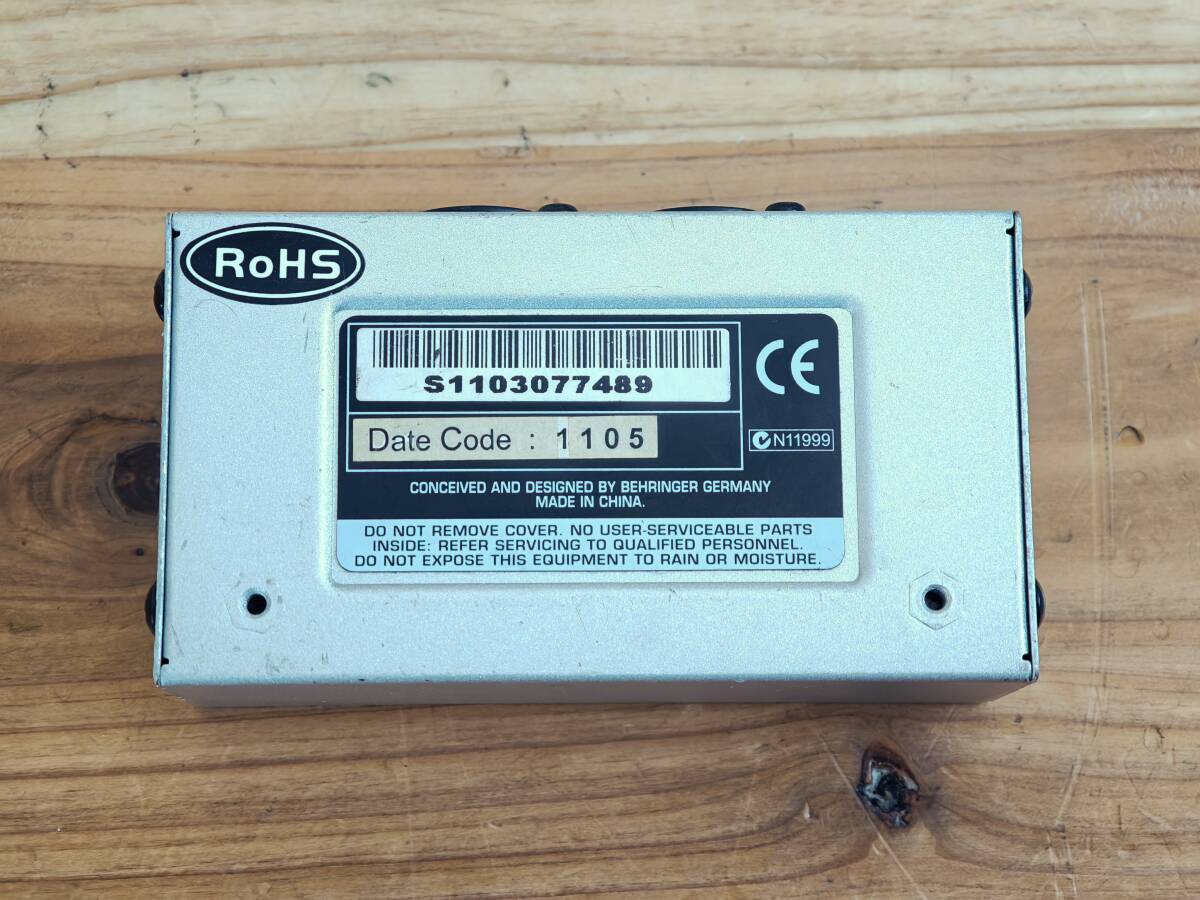 RoHS
S1103077489
CE
Date Code : 1105
N11999
CONCEIVED AND DESIGNED BY BEHRINGER GERMANY
MADE IN CHINA.
DO NOT REMOVE COVER. NO USER-SERVICEABLE PARTS
INSIDE: REFER SERVICING TO QUALIFIED PERSONNEL.
DO NOT EXPOSE THIS EQUIPMENT TO RAIN OR MOISTURE.